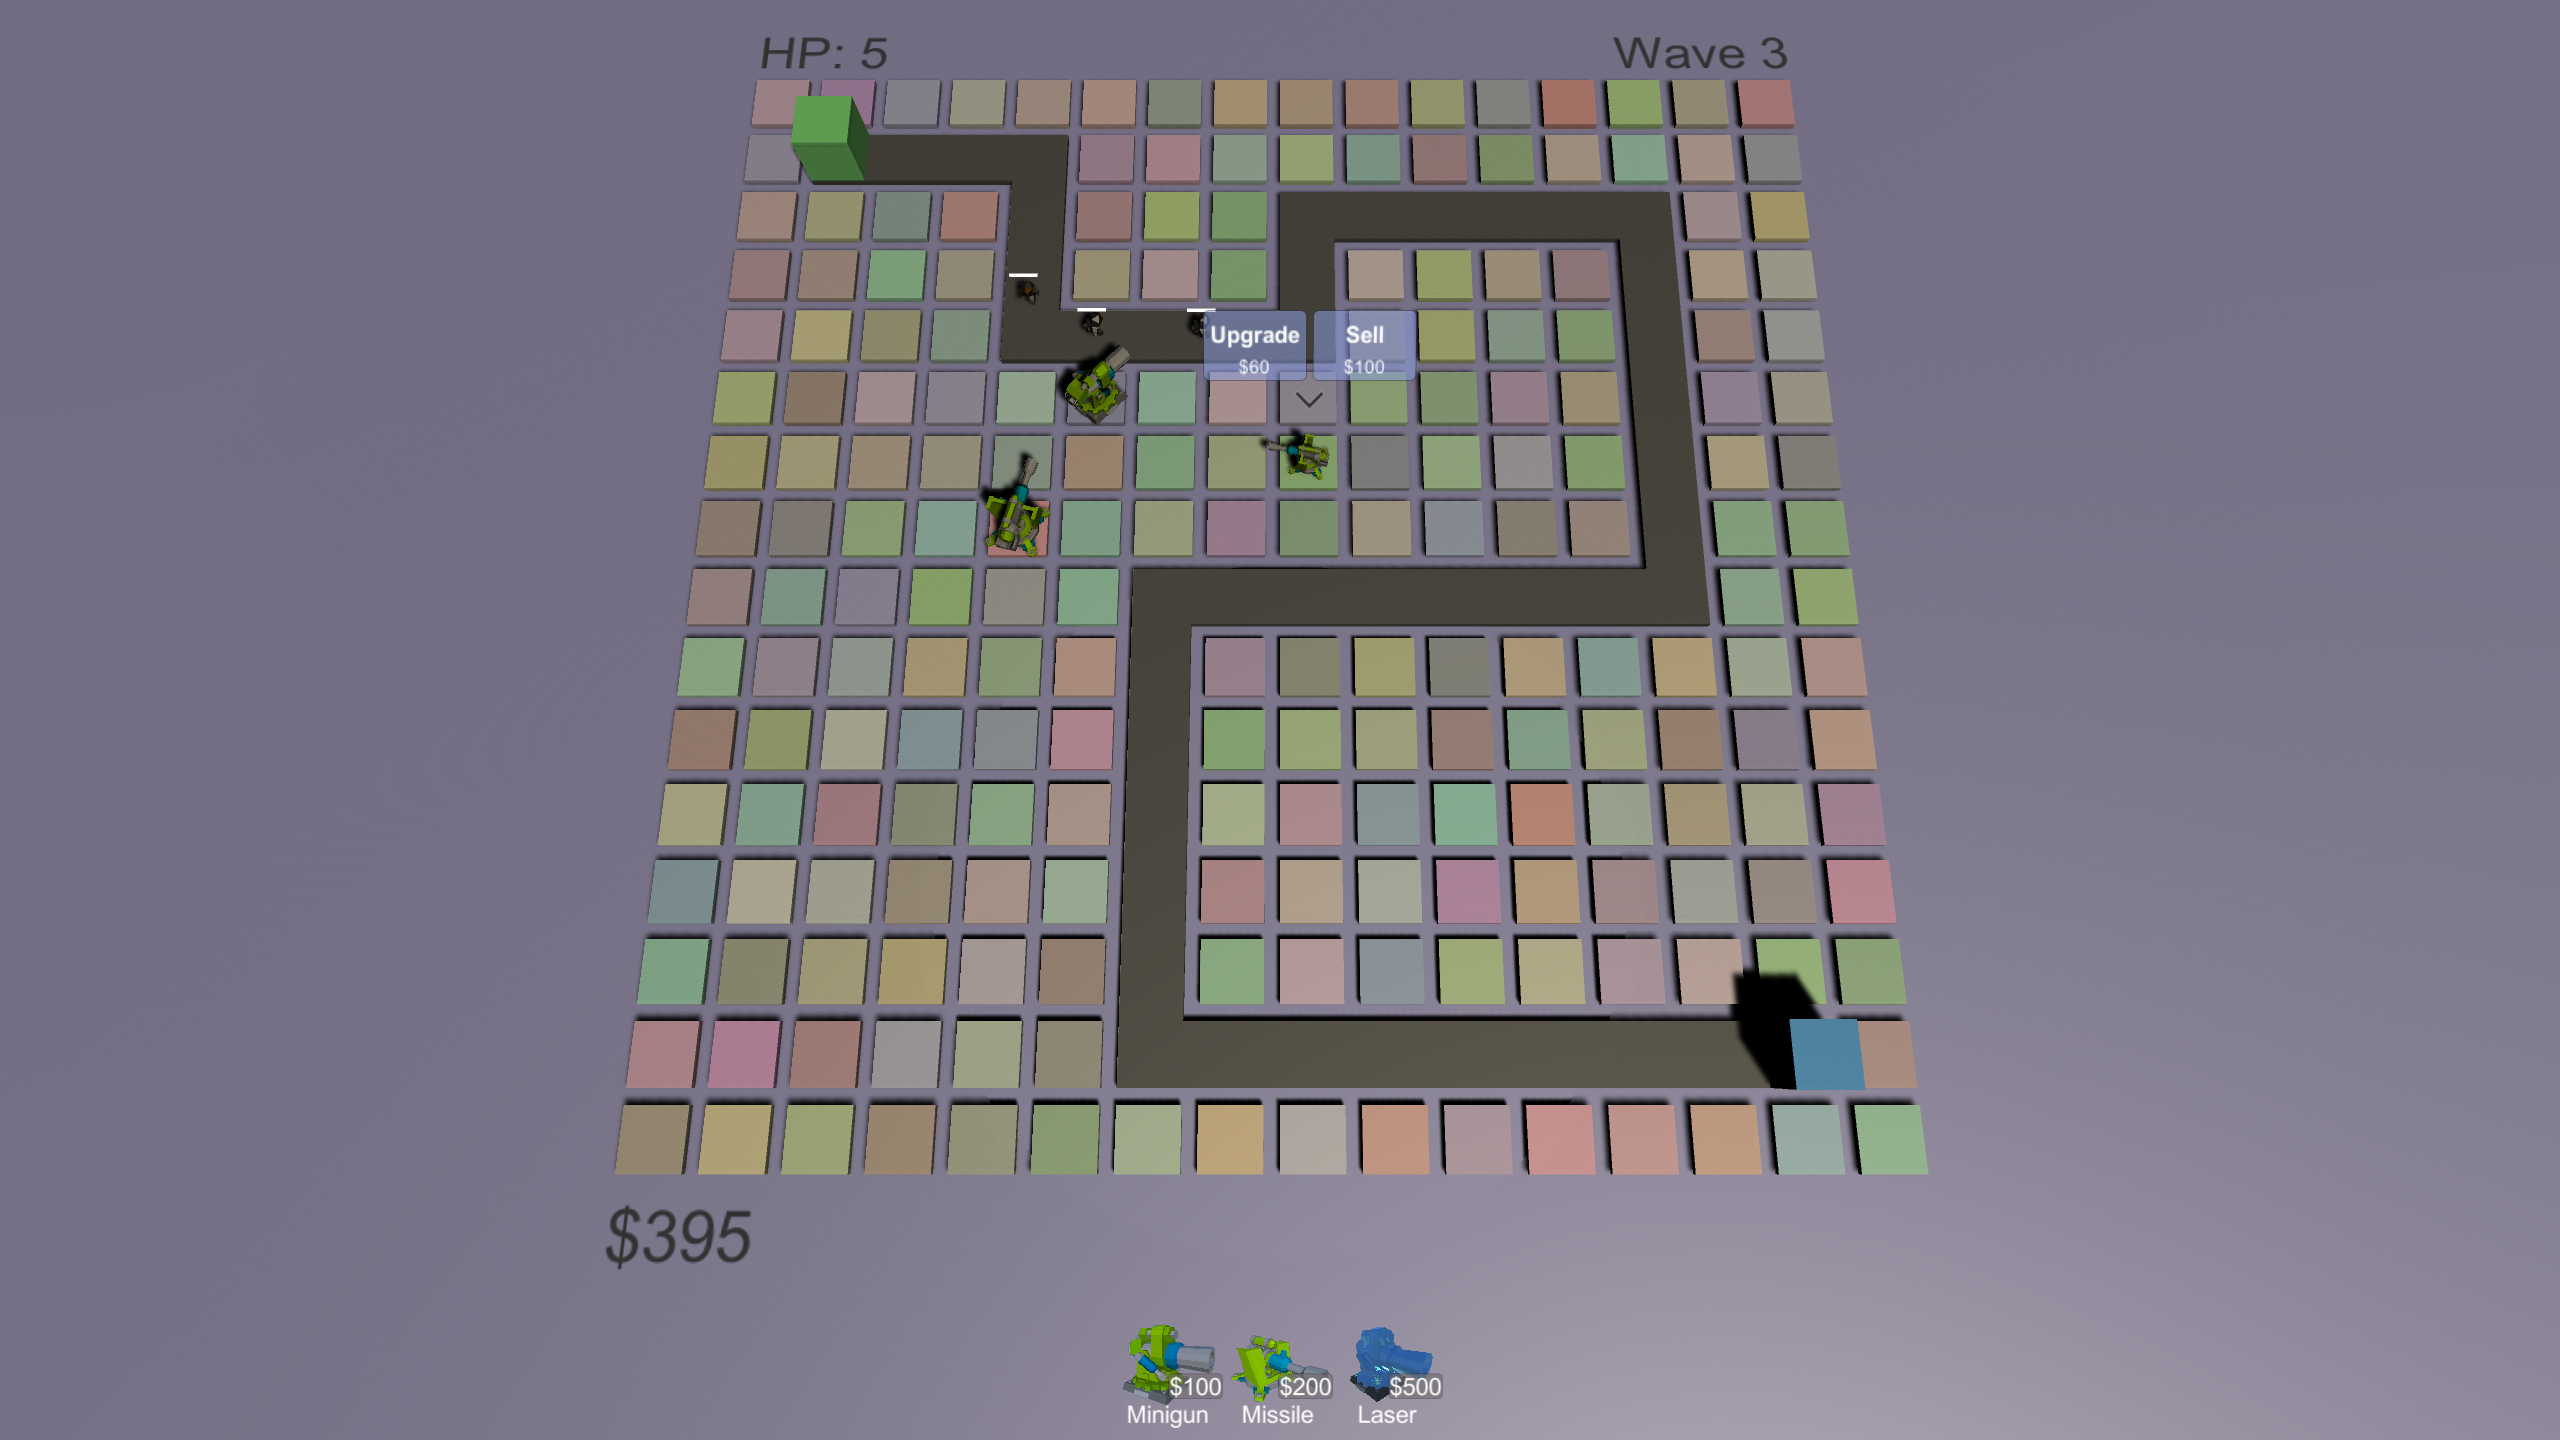 HP: 5
Wave 3
Upgrade
$60
Sell
$100
$395
$100
Minigun
$200
Missile
$500
Laser